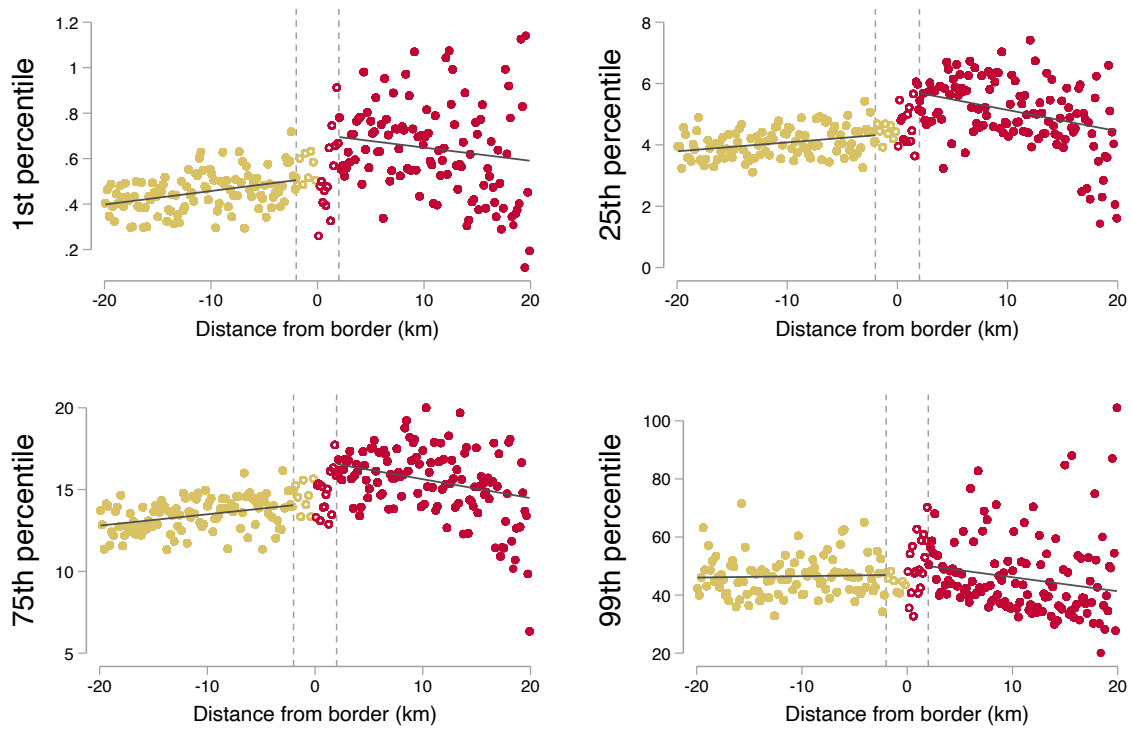 1st percentile
1.2
1
.8
.6
.4
.2
-20 -10 0 10 20
Distance from border (km)
25th percentile
8
6
4
2
0
-20 -10 0 10 20
Distance from border (km)
75th percentile
20
15
10
5
-20 -10 0 10 20
Distance from border (km)
99th percentile
100
80
60
40
20
-20 -10 0 10 20
Distance from border (km)